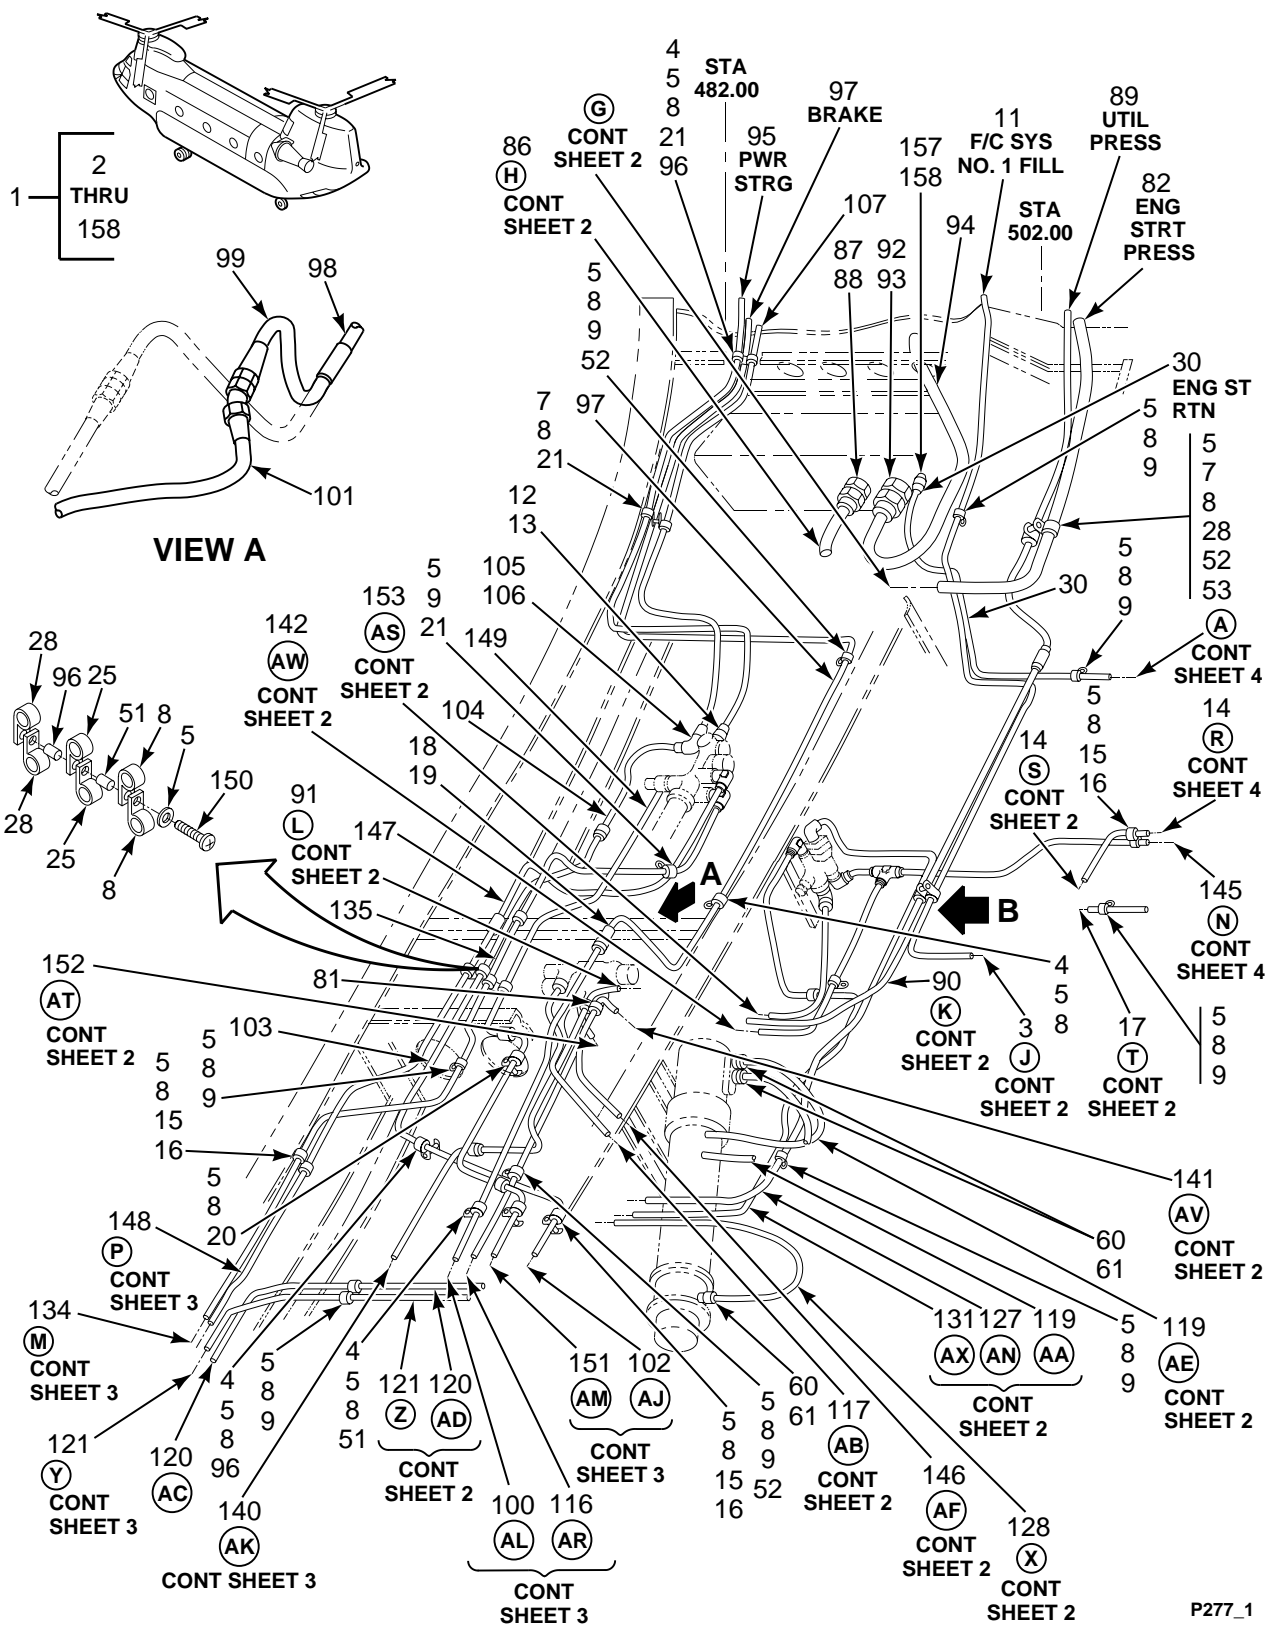 4
5
8
21
96
STA
482.00
G
CONT
SHEET 2
95
PWR
STRG
97
BRAKE
86
H
CONT
SHEET 2
157
158
11
F/C SYS
NO. 1 FILL
89
UTIL
PRESS
82
ENG
STRT
PRESS
STA
502.00
1
2
THRU
158
107
87
88
92
93
94
99
98
101
VIEW A
5
8
9
52
7
8
21
97
12
13
30
ENG ST
RTN
5
8
9
5
7
8
28
52
53
5
8
9
30
A
CONT
SHEET 4
105
106
5
9
21
149
153
AS
CONT
SHEET 2
142
AW
CONT
SHEET 2
104
18
19
28
96
25
51
8
5
150
28
25
8
91
L
CONT
SHEET 2
147
135
A
B
5
8
15
16
14
R
CONT
SHEET 4
14
S
CONT
SHEET 2
145
N
CONT
SHEET 4
152
AT
CONT
SHEET 2
81
103
5
8
9
5
8
15
16
90
K
CONT
SHEET 2
3
J
CONT
SHEET 2
4
5
8
17
T
CONT
SHEET 2
5
8
9
5
8
20
148
P
CONT
SHEET 3
134
M
CONT
SHEET 3
121
Y
CONT
SHEET 3
120
AC
4
5
8
96
5
8
9
4
5
8
51
121
Z
120
AD
CONT
SHEET 2
140
AK
CONT SHEET 3
100
AL
116
AR
CONT
SHEET 3
151
AM
102
AJ
CONT
SHEET 3
5
8
15
16
5
8
9
52
60
61
117
AB
CONT
SHEET 2
146
AF
CONT
SHEET 2
128
X
CONT
SHEET 2
131
AX
127
AN
119
AA
CONT
SHEET 2
5
8
9
119
AE
CONT
SHEET 2
60
61
141
AV
CONT
SHEET 2
P277_1